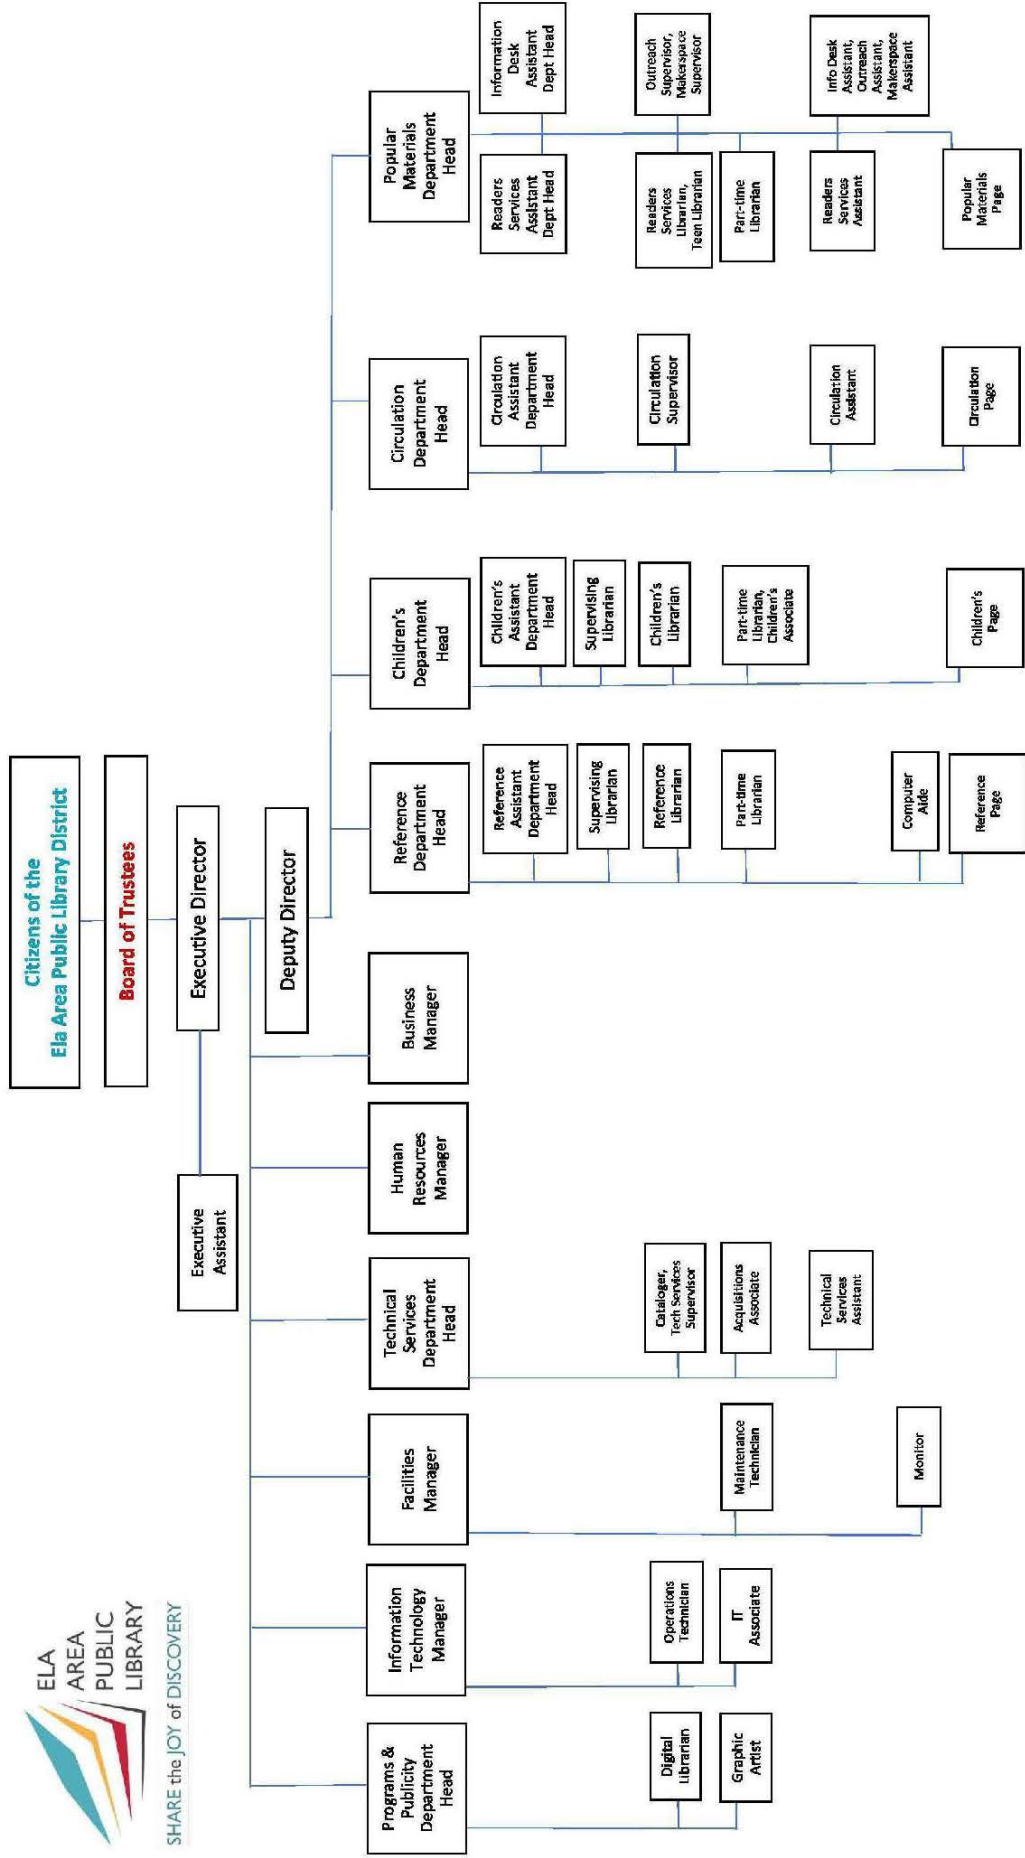 ELA
AREA
PUBLIC
LIBRARY
SHARE the JOY of DISCOVERY
Citizens of the
Ela Area Public Library District
Board of Trustees
Executive Director
Executive
Assistant
Deputy Director
Programs &
Publicity
Department
Head
Digital
Librarian
Graphic
Artist
Information
Technology
Manager
Operations
Technician
IT
Associate
Facilities
Manager
Maintenance
Technician
Monitor
Technical
Services
Department
Head
Cataloger,
Tech Services
Supervisor
Acquisitions
Associate
Technical
Services
Assistant
Human
Resources
Manager
Business
Manager
Reference
Department
Head
Reference
Assistant
Department
Head
Supervising
Librarian
Reference
Librarian
Part-time
Librarian
Computer
Aide
Reference
Page
Children's
Department
Head
Children's
Assistant
Department
Head
Supervising
Librarian
Children's
Librarian
Part-time
Librarian,
Children's
Associate
Children's
Page
Circulation
Department
Head
Circulation
Assistant
Department
Head
Circulation
Supervisor
Circulation
Assistant
Circulation
Page
Popular
Materials
Department
Head
Readers
Services
Assistant
Dept Head
Information
Desk
Assistant
Dept Head
Readers
Services
Librarian,
Teen Librarian
Outreach
Supervisor,
Makerspace
Supervisor
Part-time
Librarian
Readers
Services
Assistant
Info Desk
Assistant,
Outreach
Assistant,
Makerspace
Assistant
Popular
Materials
Page